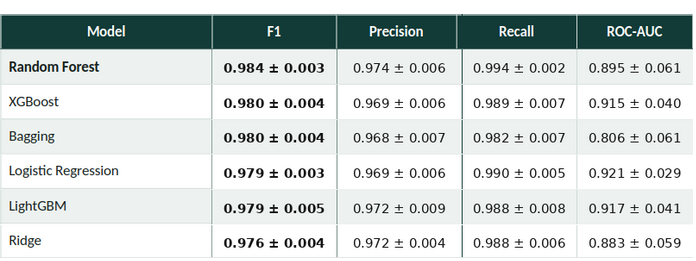 Model F1 Precision Recall ROC-AUC
Random Forest 0.984 ± 0.003 0.974 ± 0.006 0.994 ± 0.002 0.895 ± 0.061
XGBoost 0.980 ± 0.004 0.969 ± 0.006 0.989 ± 0.007 0.915 ± 0.040
Bagging 0.980 ± 0.004 0.968 ± 0.007 0.982 ± 0.007 0.806 ± 0.061
Logistic Regression 0.979 ± 0.003 0.969 ± 0.006 0.990 ± 0.005 0.921 ± 0.029
LightGBM 0.979 ± 0.005 0.972 ± 0.009 0.988 ± 0.008 0.917 ± 0.041
Ridge 0.976 ± 0.004 0.972 ± 0.004 0.988 ± 0.006 0.883 ± 0.059